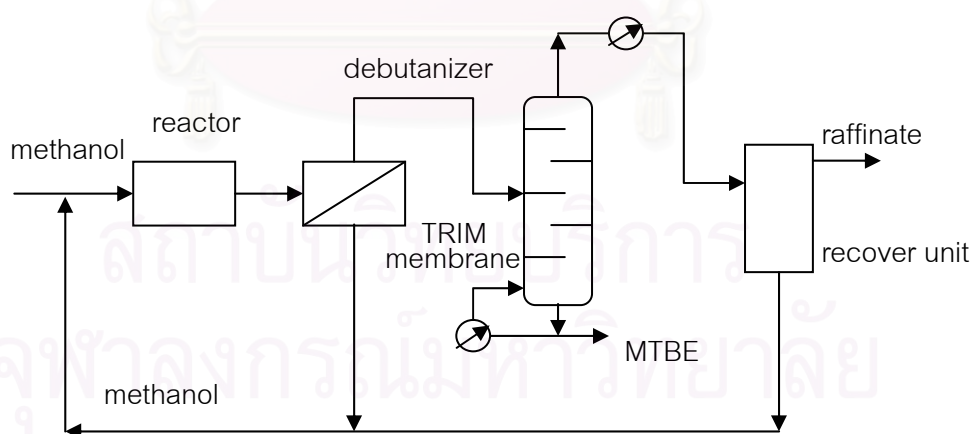 debutanizer
reactor
methanol
raffinate
TRIM
membrane
recover unit
MTBE
methanol
สถาบันวิทยบริการ
จุฬาลงกรณ์มหาวิทยาลัย